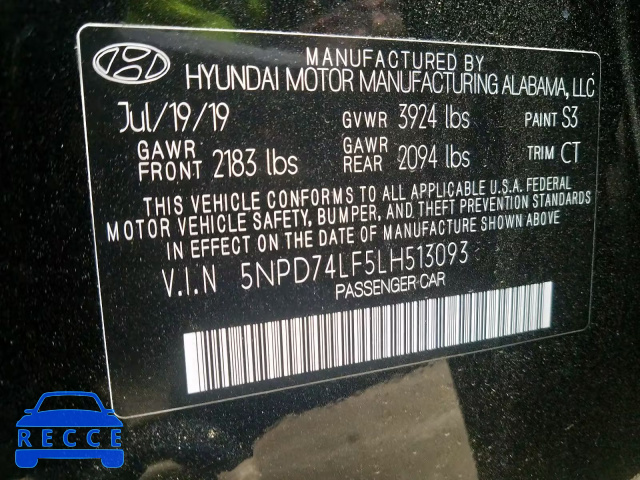 MANUFACTURED BY
HYUNDAI MOTOR MANUFACTURING ALABAMA, LLC
Jul/19/19 GVWR 3924 lbs PAINT S3
GAWR FRONT 2183 lbs GAWR REAR 2094 lbs TRIM CT
THIS VEHICLE CONFORMS TO ALL APPLICABLE U.S.A. FEDERAL
MOTOR VEHICLE SAFETY, BUMPER, AND THEFT PREVENTION STANDARDS
IN EFFECT ON THE DATE OF MANUFACTURE SHOWN ABOVE
V.I.N 5NPD74LF5LH513093
PASSENGER CAR
RECCE